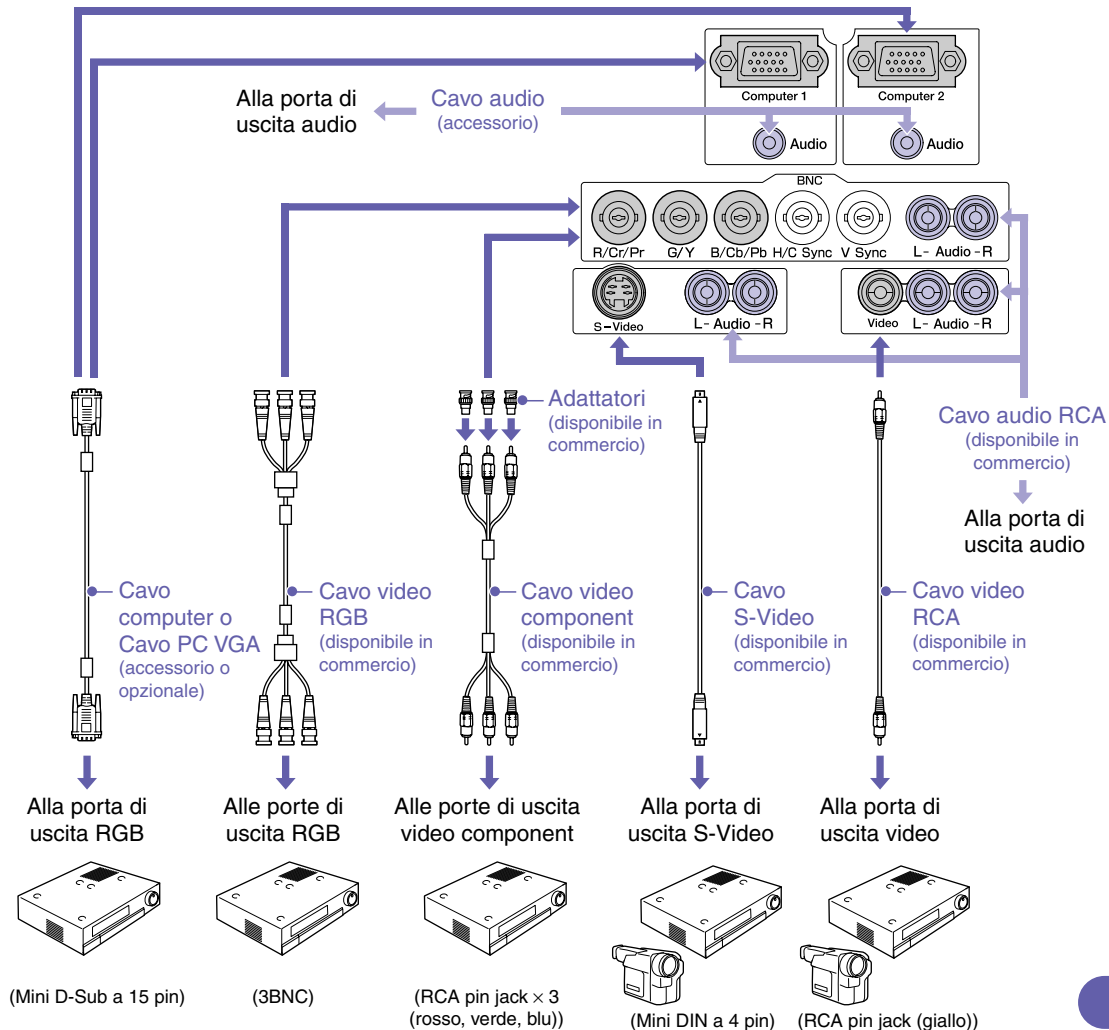 Computer 1
Computer 2
Alla porta di
uscita audio
Cavo audio
(accessorio)
Audio
Audio
BNC
R/Cr/Pr
G/Y
B/Cb/Pb
H/C Sync
V Sync
L- Audio -R
S-Video
L- Audio -R
Video
L- Audio -R
Adattatori
(disponibile in
commercio)
Cavo audio RCA
(disponibile in
commercio)
Alla porta di
uscita audio
Cavo
computer o
Cavo PC VGA
(accessorio o
opzionale)
Cavo video
RGB
(disponibile in
commercio)
Cavo video
component
(disponibile in
commercio)
Cavo
S-Video
(disponibile in
commercio)
Cavo video
RCA
(disponibile in
commercio)
Alla porta di
uscita RGB
Alle porte di
uscita RGB
Alle porte di uscita
video component
Alla porta di
uscita S-Video
Alla porta di
uscita video
(Mini D-Sub a 15 pin)
(3BNC)
(RCA pin jack × 3
(rosso, verde, blu))
(Mini DIN a 4 pin)
(RCA pin jack (giallo))